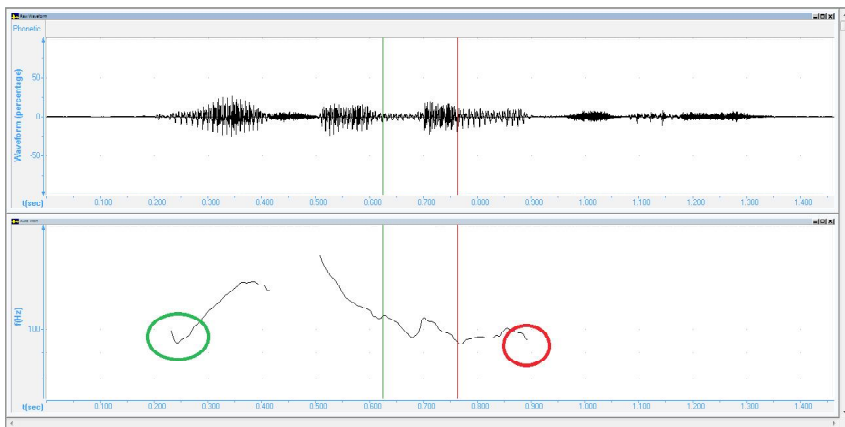 Raw Waveform
Phonetic
Waveform (percentage)
50
0
-50
t(sec) 0.100 0.200 0.300 0.400 0.500 0.600 0.700 0.800 0.900 1.000 1.100 1.200 1.300 1.400
f(Hz)
100
t(sec) 0.100 0.200 0.300 0.400 0.500 0.600 0.700 0.800 0.900 1.000 1.100 1.200 1.300 1.400